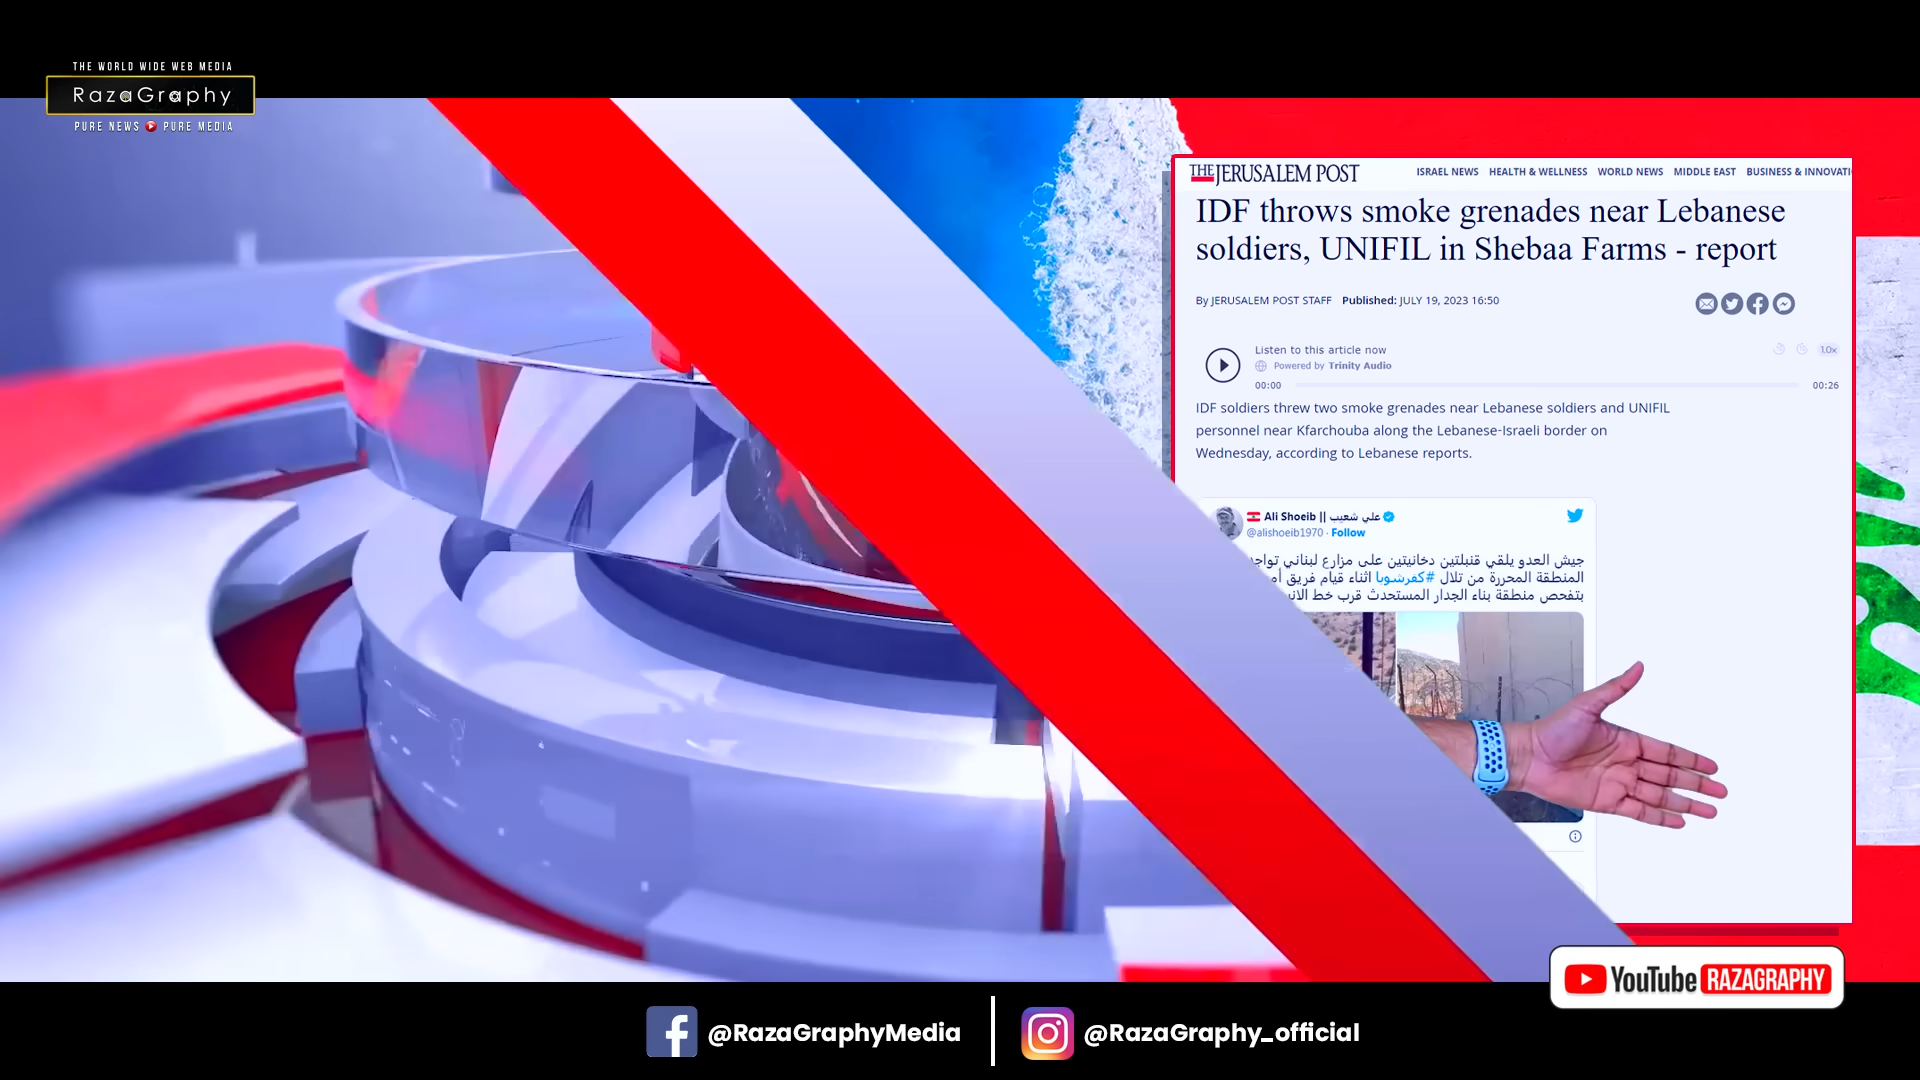 THE WORLD WIDE WEB MEDIA
RazaGraphy
PURE NEWS PURE MEDIA
THE JERUSALEM POST
ISRAEL NEWS HEALTH & WELLNESS WORLD NEWS MIDDLE EAST BUSINESS & INNOVATI
IDF throws smoke grenades near Lebanese
soldiers, UNIFIL in Shebaa Farms - report
By JERUSALEM POST STAFF Published: JULY 19, 2023 16:50
Listen to this article now
1.0x
Powered by Trinity Audio
00:00 00:26
IDF soldiers threw two smoke grenades near Lebanese soldiers and UNIFIL
personnel near Kfarchouba along the Lebanese-Israeli border on
Wednesday, according to Lebanese reports.
Ali Shoeib || علي شعيب
@alishoeib1970 · Follow
جيش العدو يلقي قنبلتين دخانيتين على مزارع لبناني
المنطقة المحررة من تلال #كفرشوبا اثناء قيام فريق
بتفحص منطقة بناء الجدار المستحدث قرب خط
YouTube RAZAGRAPHY
@RazaGraphyMedia
@RazaGraphy_official